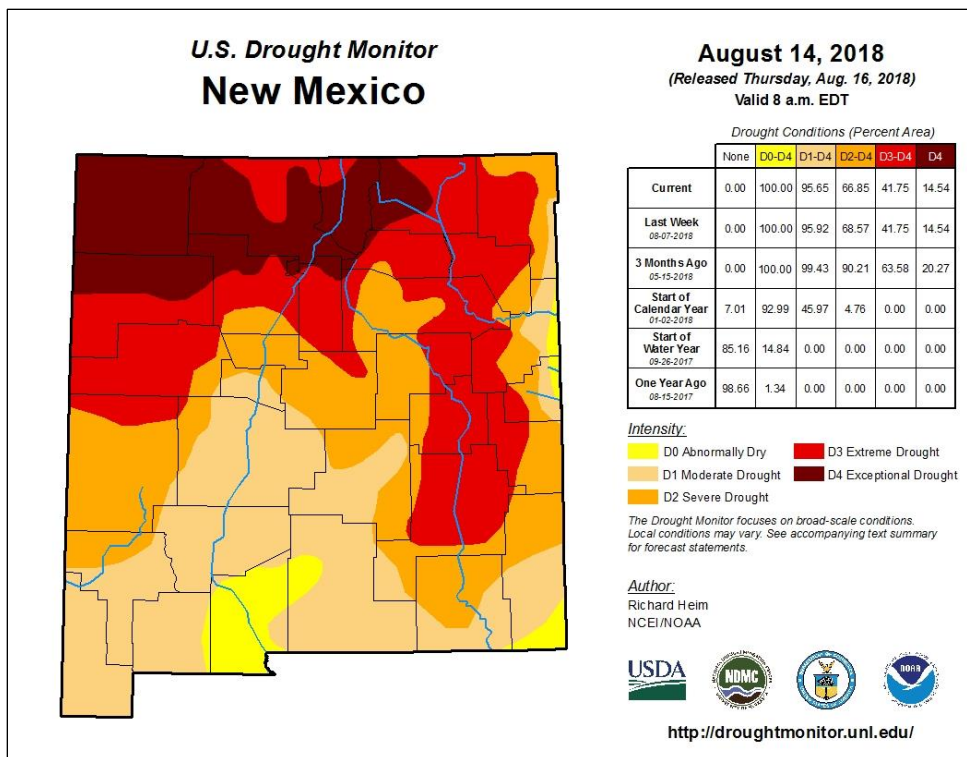 U.S. Drought Monitor
New Mexico
August 14, 2018
(Released Thursday, Aug. 16, 2018)
Valid 8 a.m. EDT
Drought Conditions (Percent Area)
None D0-D4 D1-D4 D2-D4 D3-D4 D4
Current 0.00 100.00 95.65 66.85 41.75 14.54
Last Week
08-07-2018 0.00 100.00 95.92 68.57 41.75 14.54
3 Months Ago
05-15-2018 0.00 100.00 99.43 90.21 63.58 20.27
Start of
Calendar Year
01-02-2018 7.01 92.99 45.97 4.76 0.00 0.00
Start of
Water Year
09-26-2017 85.16 14.84 0.00 0.00 0.00 0.00
One Year Ago
08-15-2017 98.66 1.34 0.00 0.00 0.00 0.00
Intensity:
D0 Abnormally Dry D3 Extreme Drought
D1 Moderate Drought D4 Exceptional Drought
D2 Severe Drought
The Drought Monitor focuses on broad-scale conditions.
Local conditions may vary. See accompanying text summary
for forecast statements.
Author:
Richard Heim
NCEI/NOAA
USDA
NDMC
NOAA
http://droughtmonitor.unl.edu/